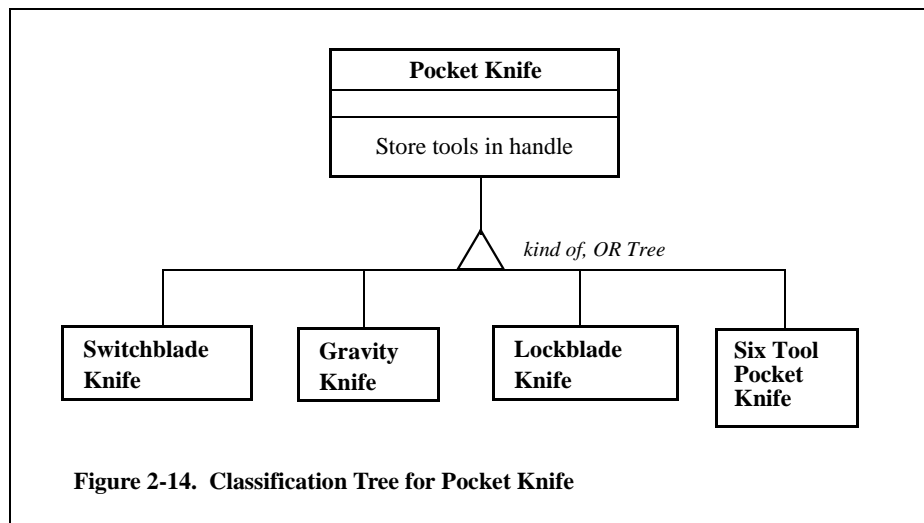 Pocket Knife
Store tools in handle
kind of, OR Tree
Switchblade
Knife
Gravity
Knife
Lockblade
Knife
Six Tool
Pocket
Knife
Figure 2-14.  Classification Tree for Pocket Knife